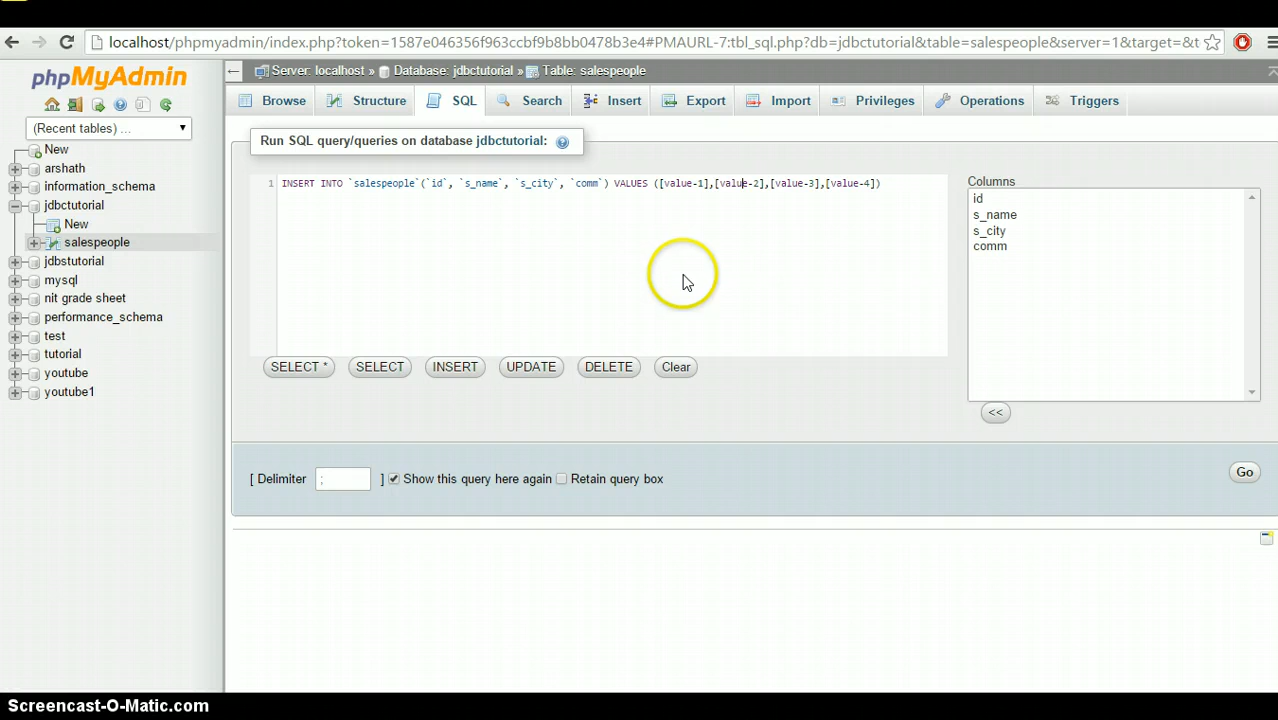 localhost/phpmyadmin/index.php?token=1587e046356f963ccbf9b8bb0478b3e4#PMAURL-7:tbl_sql.php?db=jdbctutorial&table=salespeople&server=1&target=&t
phpMyAdmin
(Recent tables) ...
New
arshath
information_schema
jdbctutorial
New
salespeople
jdbstutorial
mysql
nit grade sheet
performance_schema
test
tutorial
youtube
youtube1
Server: localhost » Database: jdbctutorial » Table: salespeople
Browse Structure SQL Search Insert Export Import Privileges Operations Triggers
Run SQL query/queries on database jdbctutorial:
1 INSERT INTO `salespeople`(`id`, `s_name`, `s_city`, `comm`) VALUES ([value-1],[value-2],[value-3],[value-4])
Columns
id
s_name
s_city
comm
SELECT * SELECT INSERT UPDATE DELETE Clear
<<
[ Delimiter ; ] Show this query here again Retain query box
Go
Screencast-O-Matic.com